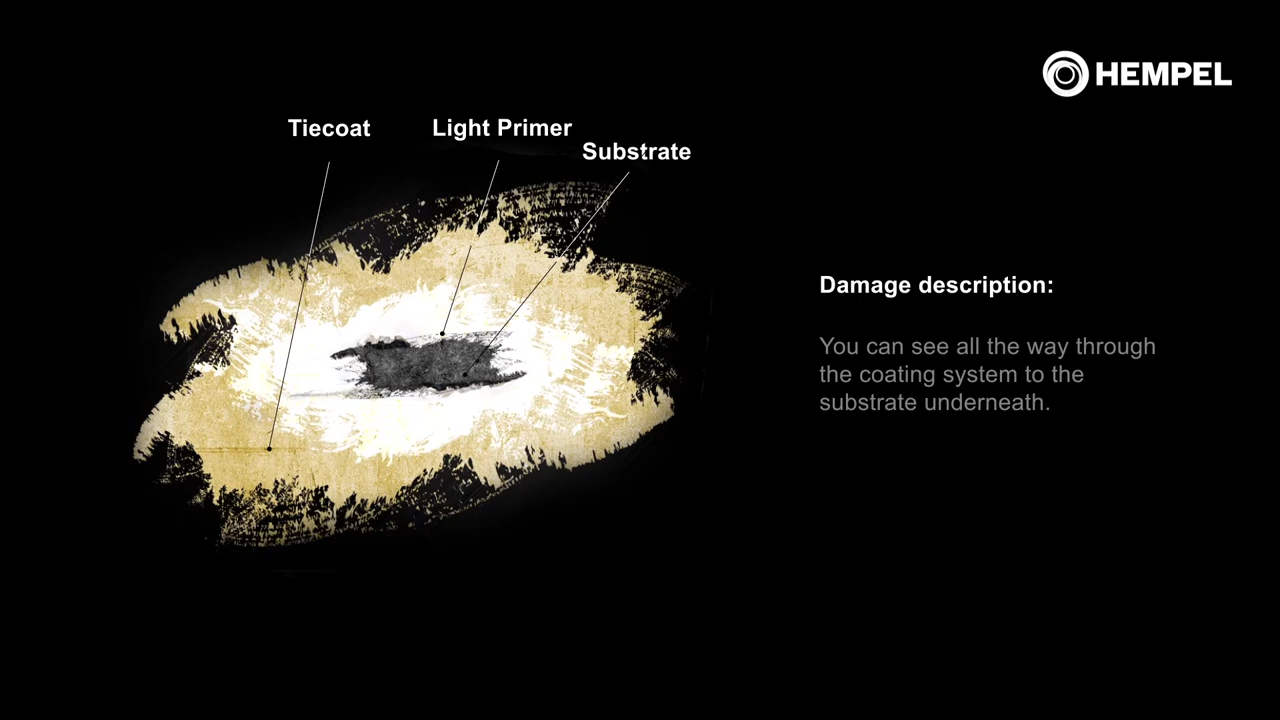 HEMPEL
Tiecoat
Light Primer
Substrate
Damage description:
You can see all the way through
the coating system to the
substrate underneath.